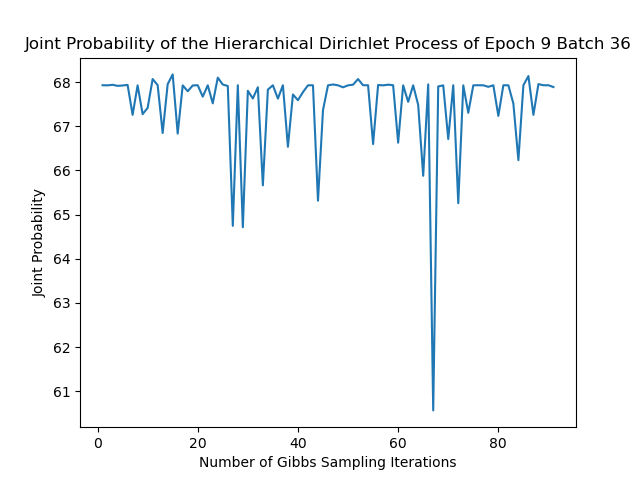 Joint Probability of the Hierarchical Dirichlet Process of Epoch 9 Batch 36
68
67
66
65
64
63
62
61
Joint Probability
0 20 40 60 80
Number of Gibbs Sampling Iterations